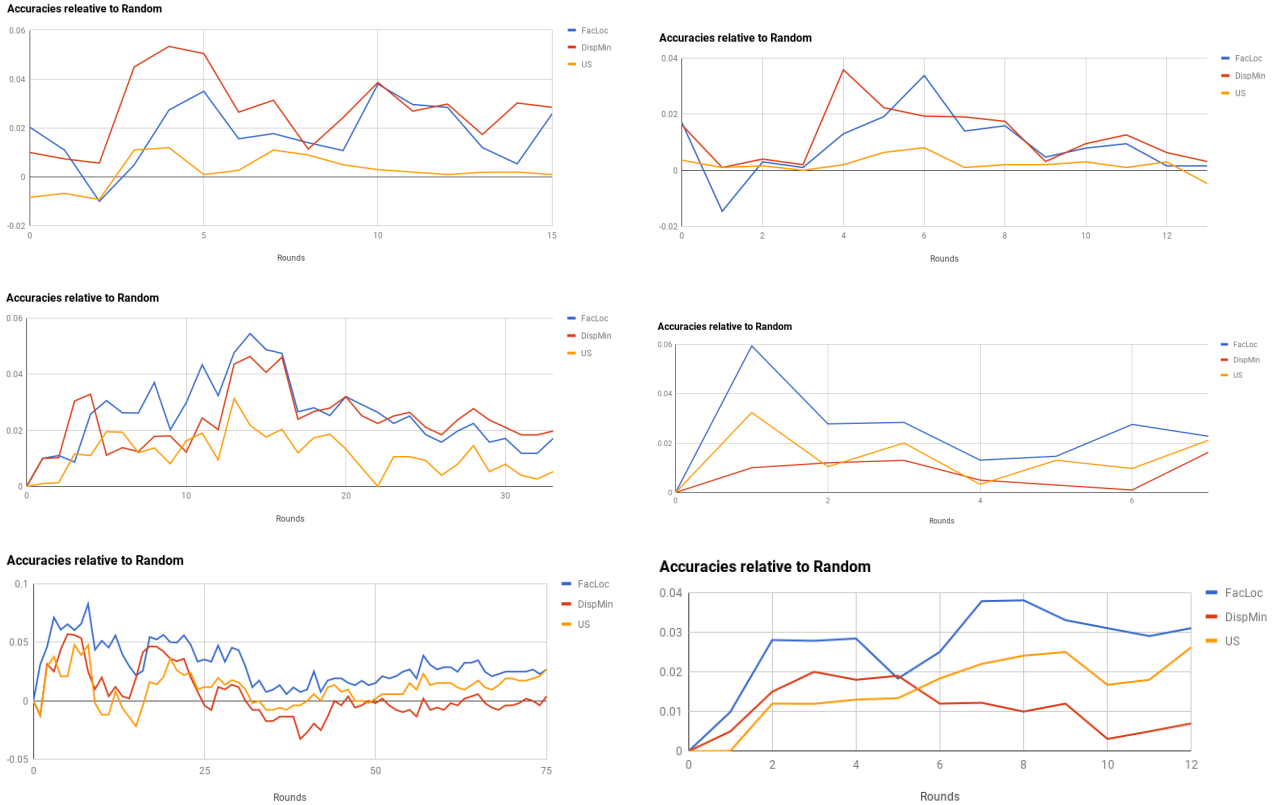 Accuracies releative to Random
FacLoc
DispMin
US
0.06
0.04
0.02
0
-0.02
0
5
10
15
Rounds
Accuracies relative to Random
FacLoc
DispMin
US
0.04
0.02
0
-0.02
0
2
4
6
8
10
12
Rounds
Accuracies relative to Random
FacLoc
DispMin
US
0.06
0.04
0.02
0
0
10
20
30
Rounds
Accuracies relative to Random
FacLoc
DispMin
US
0.06
0.04
0.02
0
0
2
4
6
Rounds
Accuracies relative to Random
FacLoc
DispMin
US
0.1
0.05
0
-0.05
0
25
50
75
Rounds
Accuracies relative to Random
FacLoc
DispMin
US
0.04
0.03
0.02
0.01
0
0
2
4
6
8
10
12
Rounds